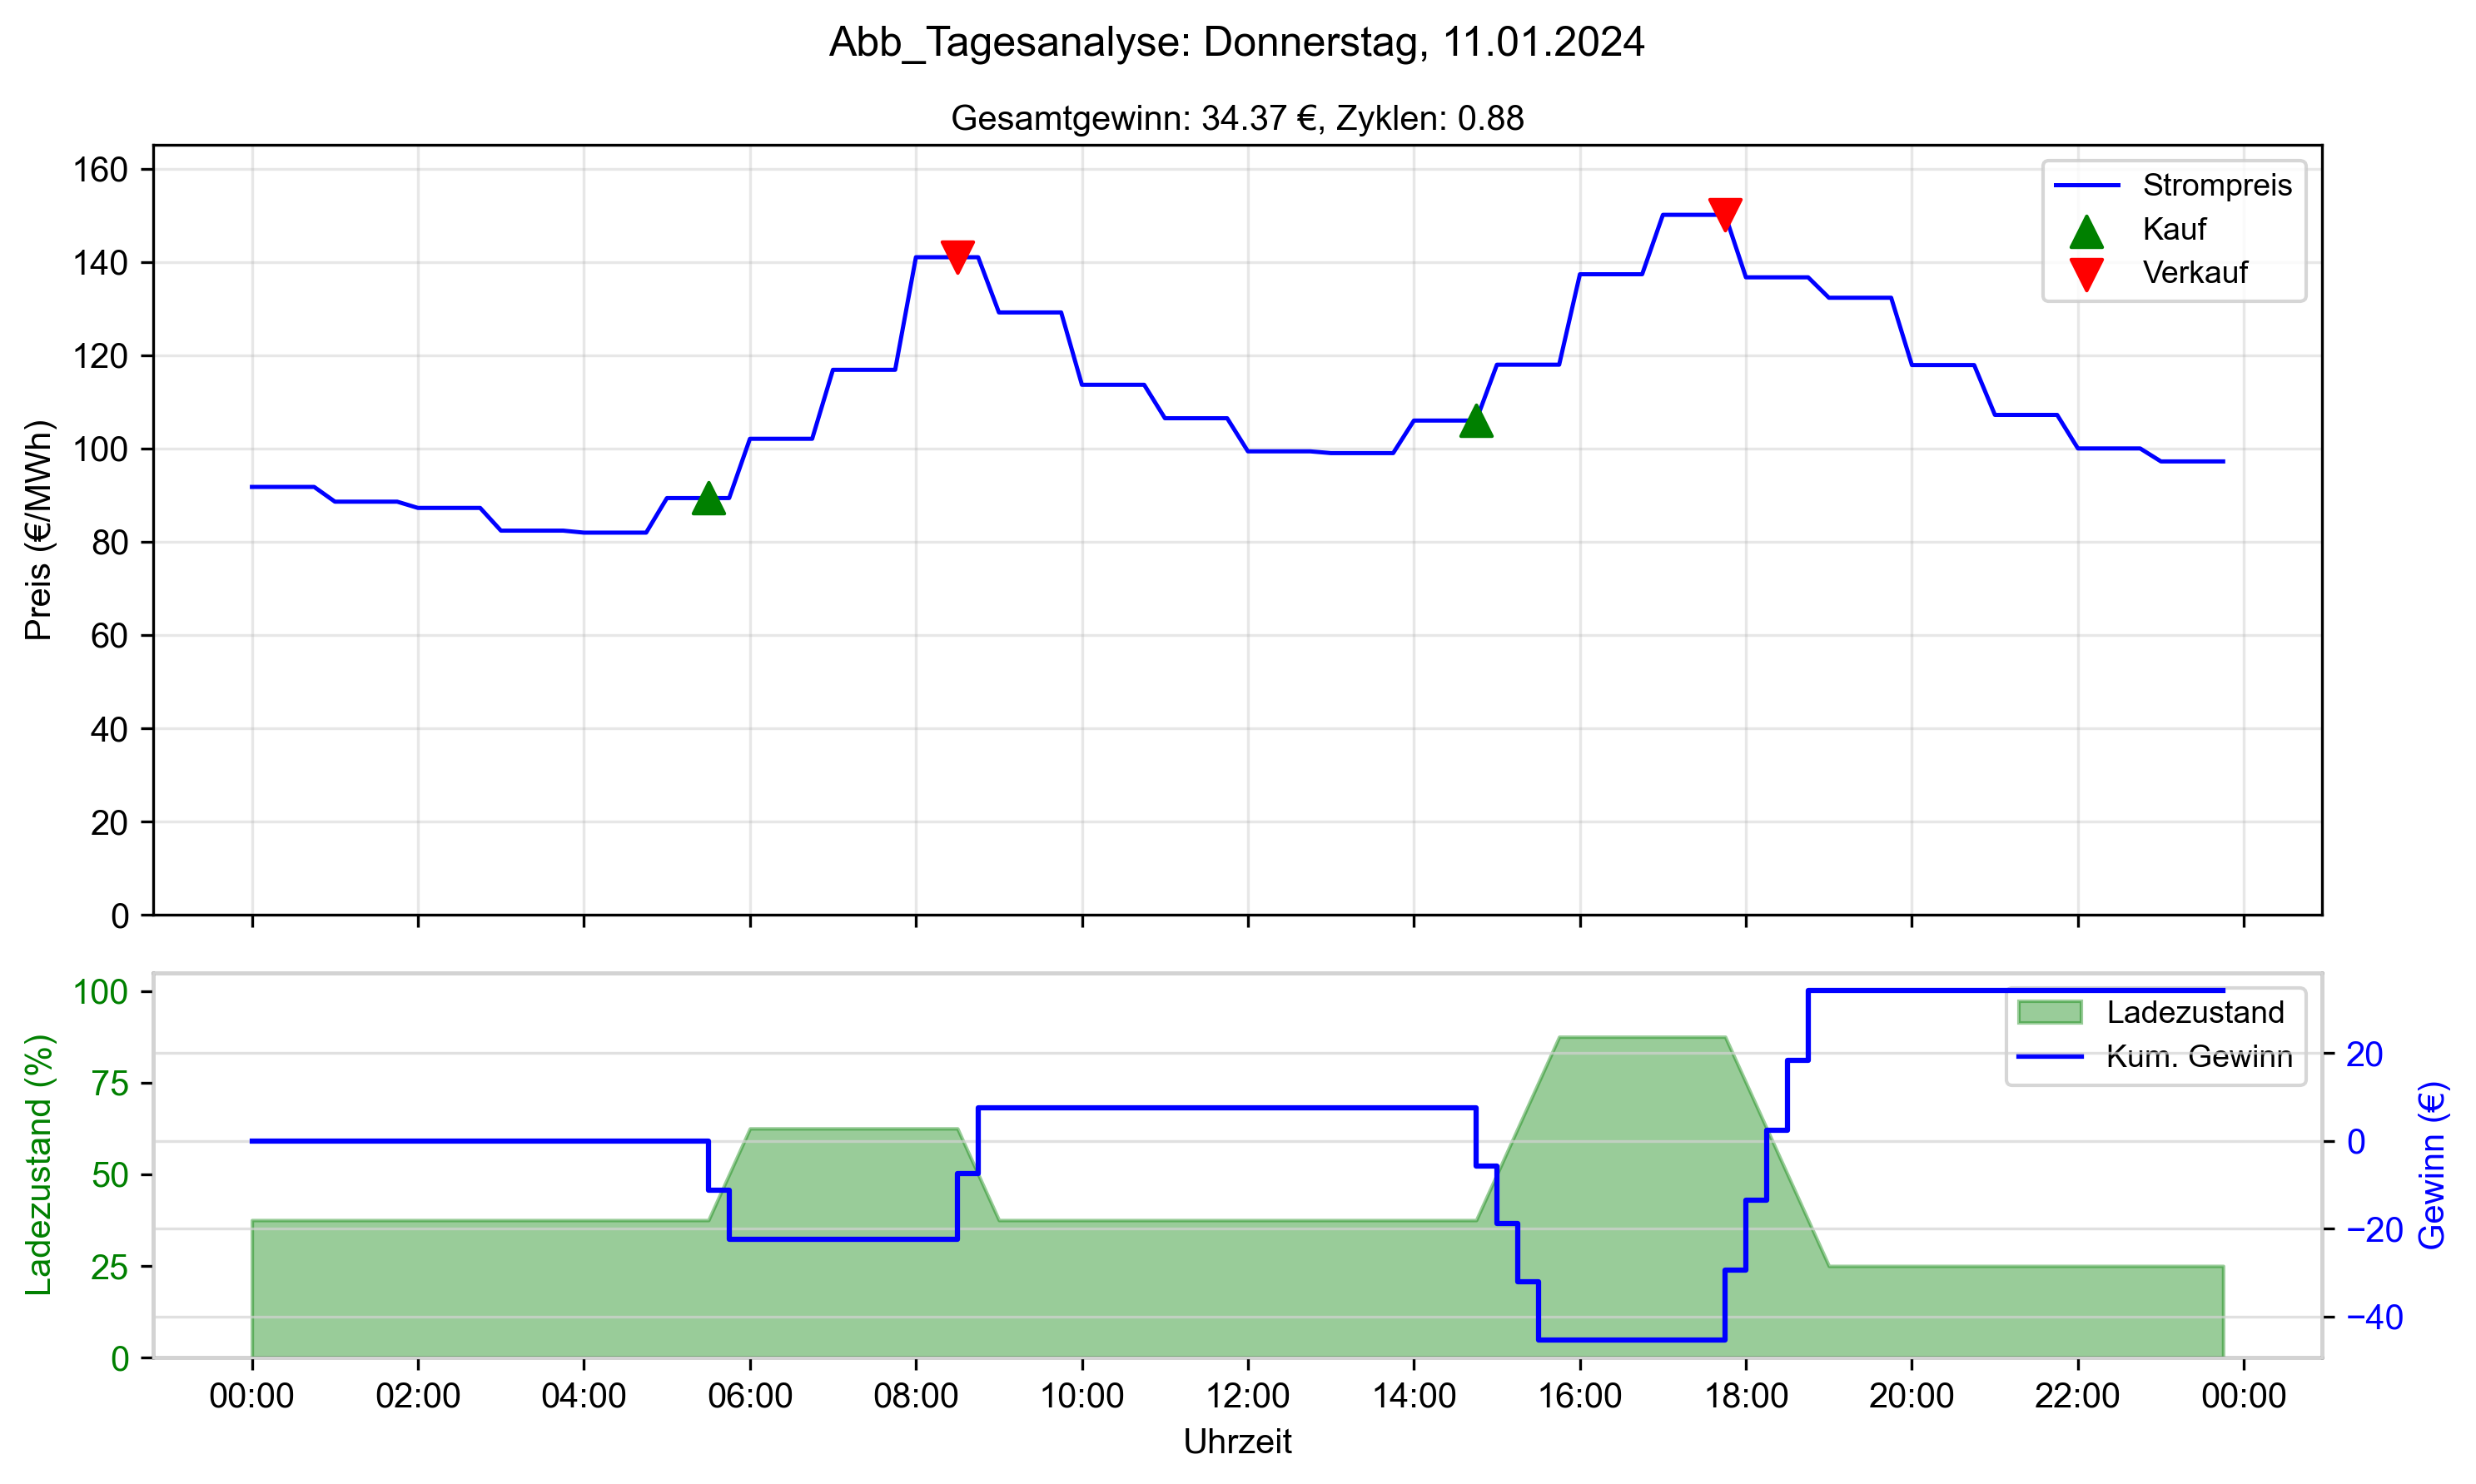 Abb_Tagesanalyse: Donnerstag, 11.01.2024
Gesamtgewinn: 34.37 €, Zyklen: 0.88
Preis (€/MWh)
160
140
120
100
80
60
40
20
0
Strompreis
Kauf
Verkauf
Ladezustand (%)
100
75
50
25
0
Ladezustand
Kum. Gewinn
20
0
−20
−40
Gewinn (€)
00:00 02:00 04:00 06:00 08:00 10:00 12:00 14:00 16:00 18:00 20:00 22:00 00:00
Uhrzeit